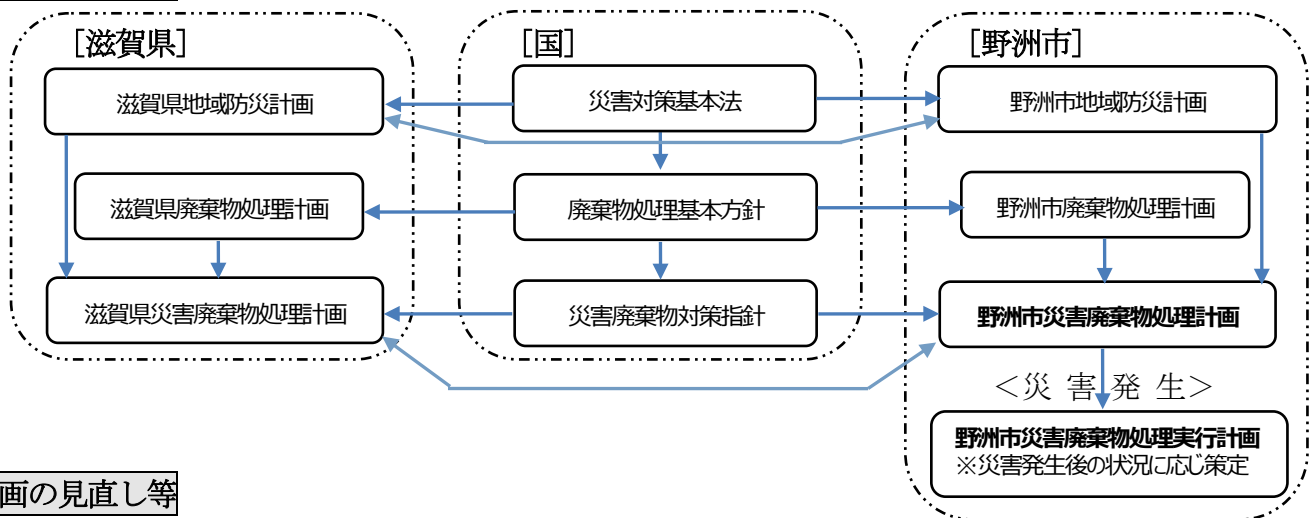 ［滋賀県］
滋賀県地域防災計画
滋賀県廃棄物処理計画
滋賀県災害廃棄物処理計画
［国］
災害対策基本法
廃棄物処理基本方針
災害廃棄物対策指針
［野洲市］
野洲市地域防災計画
野洲市廃棄物処理計画
野洲市災害廃棄物処理計画
＜災 害 発 生＞
野洲市災害廃棄物処理実行計画
※災害発生後の状況に応じ策定
画の見直し等